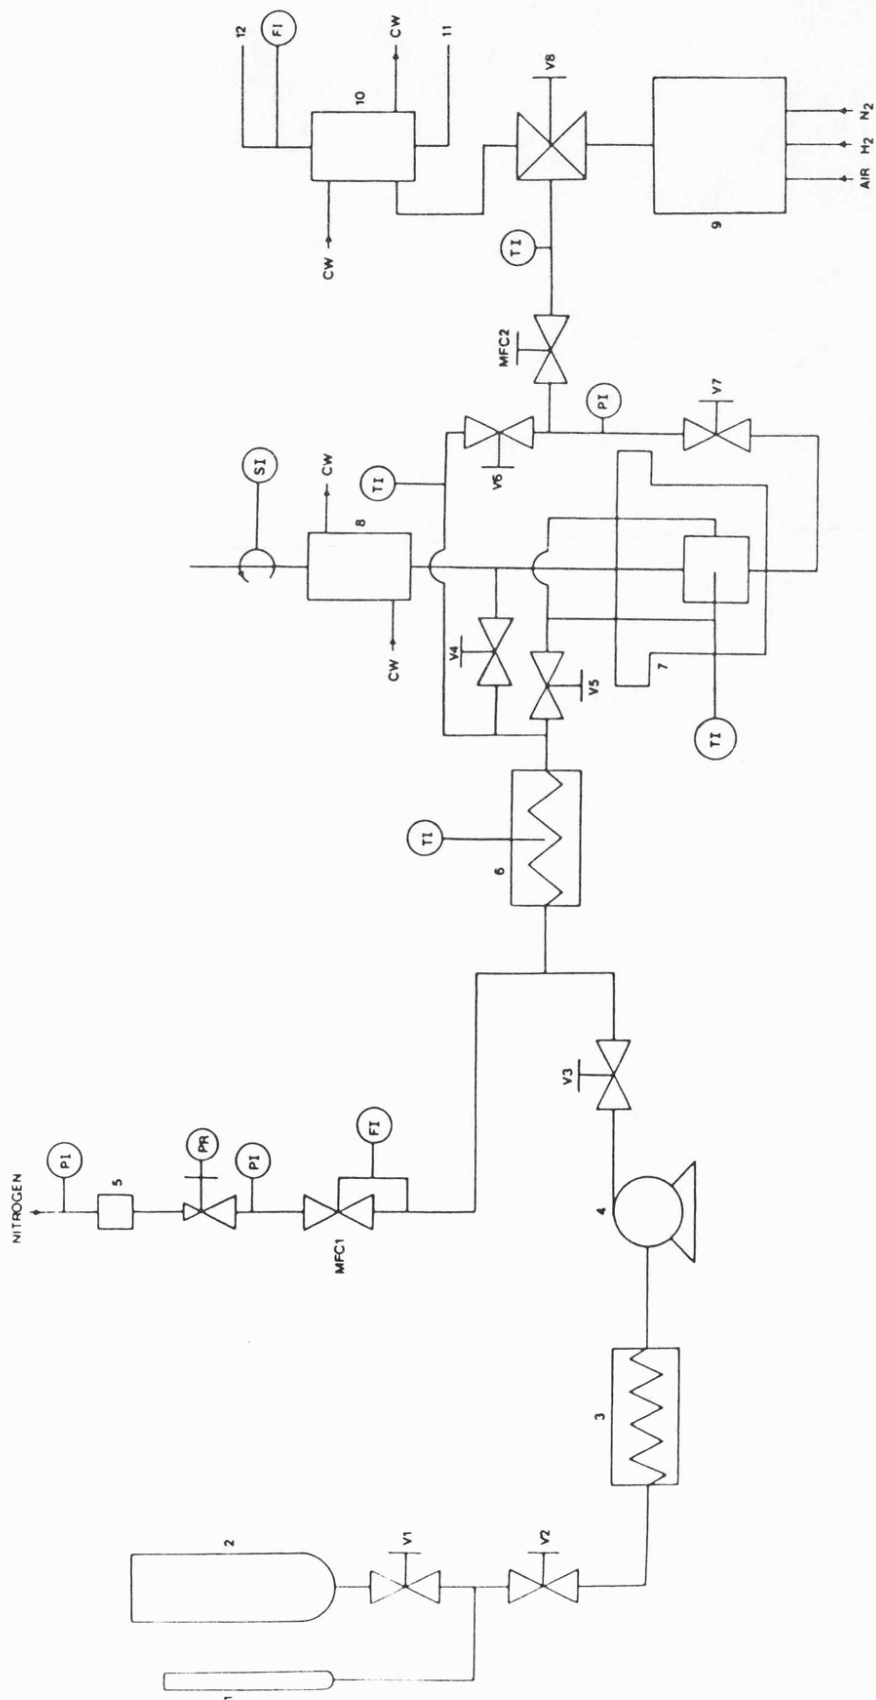 12
FI
CW
10
11
CW
V8
9
AIR
H2
N2
TI
MFC2
PI
V7
V6
TI
SI
CW
8
CW
V4
V5
7
TI
TI
6
NITROGEN
PI
5
PR
PI
FI
MFC1
V3
4
3
2
V1
V2
1